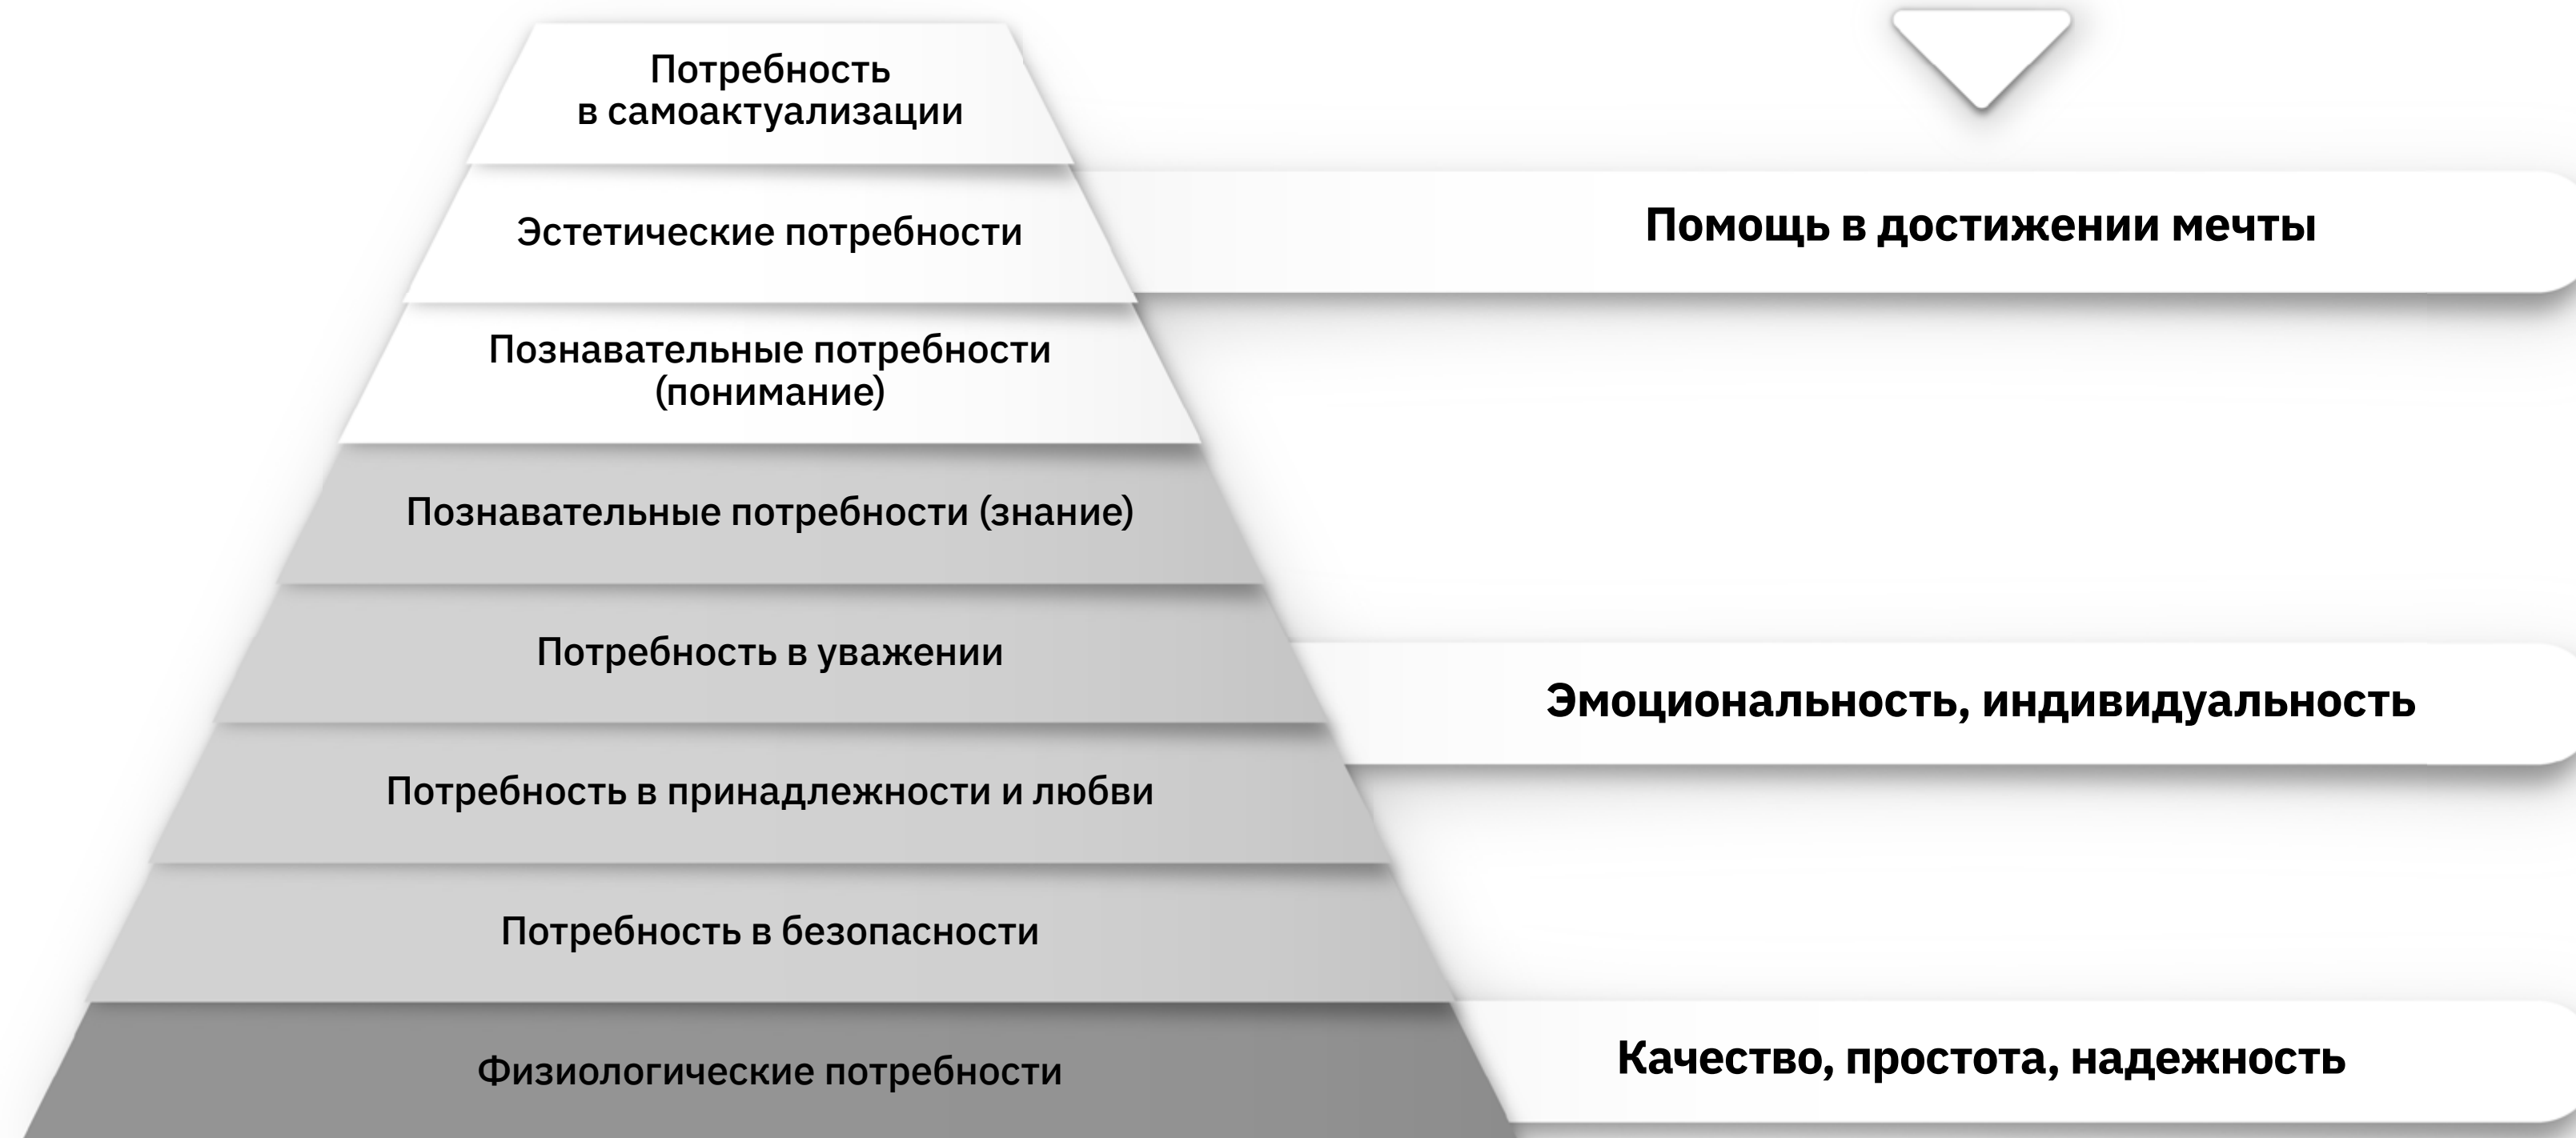 Потребность
в самоактуализации
Эстетические потребности
Помощь в достижении мечты
Познавательные потребности
(понимание)
Познавательные потребности (знание)
Потребность в уважении
Эмоциональность, индивидуальность
Потребность в принадлежности и любви
Потребность в безопасности
Физиологические потребности
Качество, простота, надежность